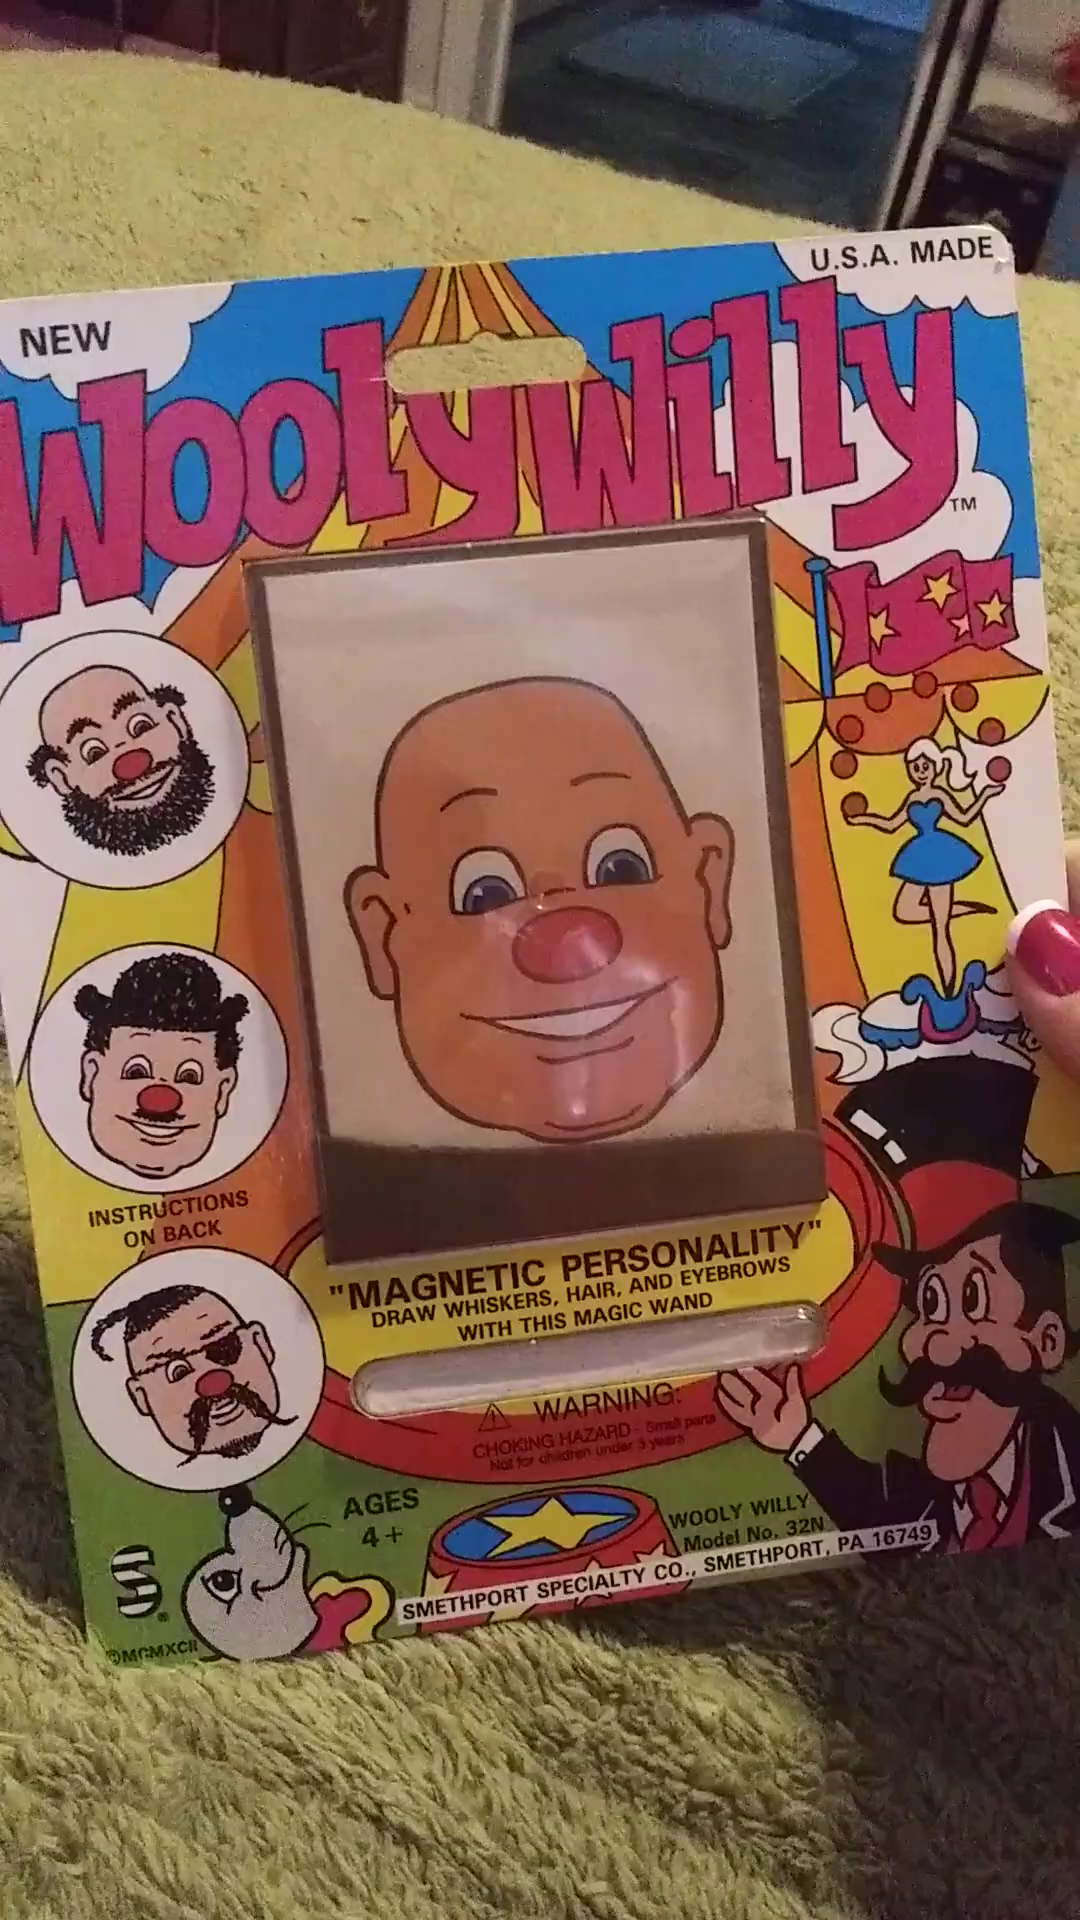 NEW
U.S.A. MADE
Wooly Willy
TM
INSTRUCTIONS
ON BACK
"MAGNETIC PERSONALITY"
DRAW WHISKERS, HAIR, AND EYEBROWS
WITH THIS MAGIC WAND
WARNING:
CHOKING HAZARD - Small parts
Not for children under 3 years
AGES
4+
WOOLY WILLY
Model No. 32N
SMETHPORT SPECIALTY CO., SMETHPORT, PA 16749
S®
©MCMXCII